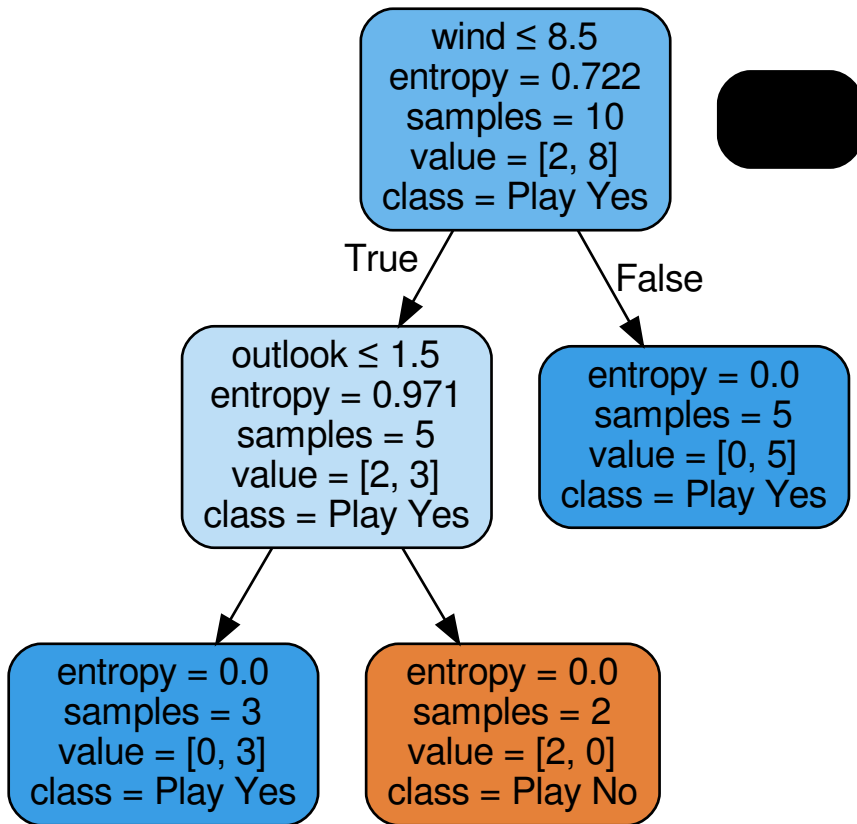 wind ≤ 8.5
entropy = 0.722
samples = 10
value = [2, 8]
class = Play Yes
True
False
outlook ≤ 1.5
entropy = 0.971
samples = 5
value = [2, 3]
class = Play Yes
entropy = 0.0
samples = 5
value = [0, 5]
class = Play Yes
entropy = 0.0
samples = 3
value = [0, 3]
class = Play Yes
entropy = 0.0
samples = 2
value = [2, 0]
class = Play No